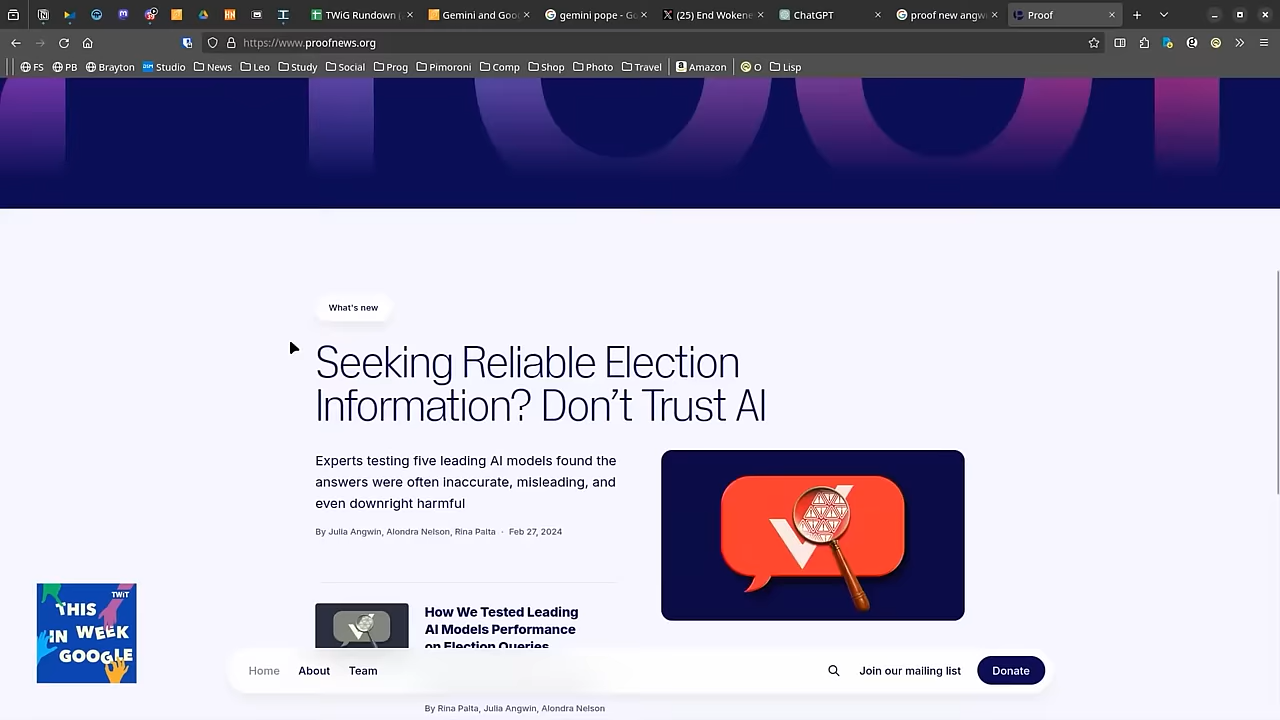 TWiG Rundown (
Gemini and Goo
gemini pope - Go
(25) End Wokene
ChatGPT
proof new angw
Proof
https://www.proofnews.org
FS
PB
Brayton
Studio
News
Leo
Study
Social
Prog
Pimoroni
Comp
Shop
Photo
Travel
Amazon
O
Lisp
What's new
Seeking Reliable Election
Information? Don’t Trust AI
Experts testing five leading AI models found the
answers were often inaccurate, misleading, and
even downright harmful
By Julia Angwin, Alondra Nelson, Rina Palta · Feb 27, 2024
How We Tested Leading
AI Models Performance
on Election Queries
TWiT
THIS
IN WEEK
GOOGLE
Home
About
Team
Join our mailing list
Donate
By Rina Palta, Julia Angwin, Alondra Nelson